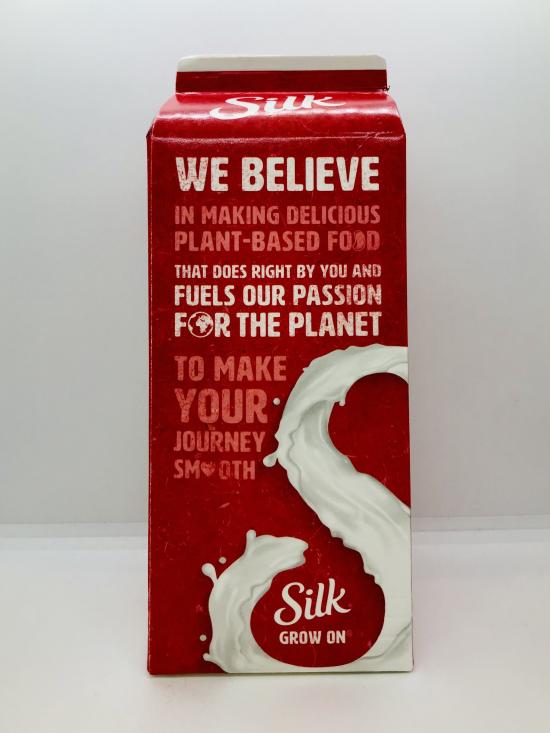 Silk
WE BELIEVE
IN MAKING DELICIOUS
PLANT-BASED FOOD
THAT DOES RIGHT BY YOU AND
FUELS OUR PASSION
FOR THE PLANET
TO MAKE
YOUR
JOURNEY
SMOOTH
Silk
GROW ON